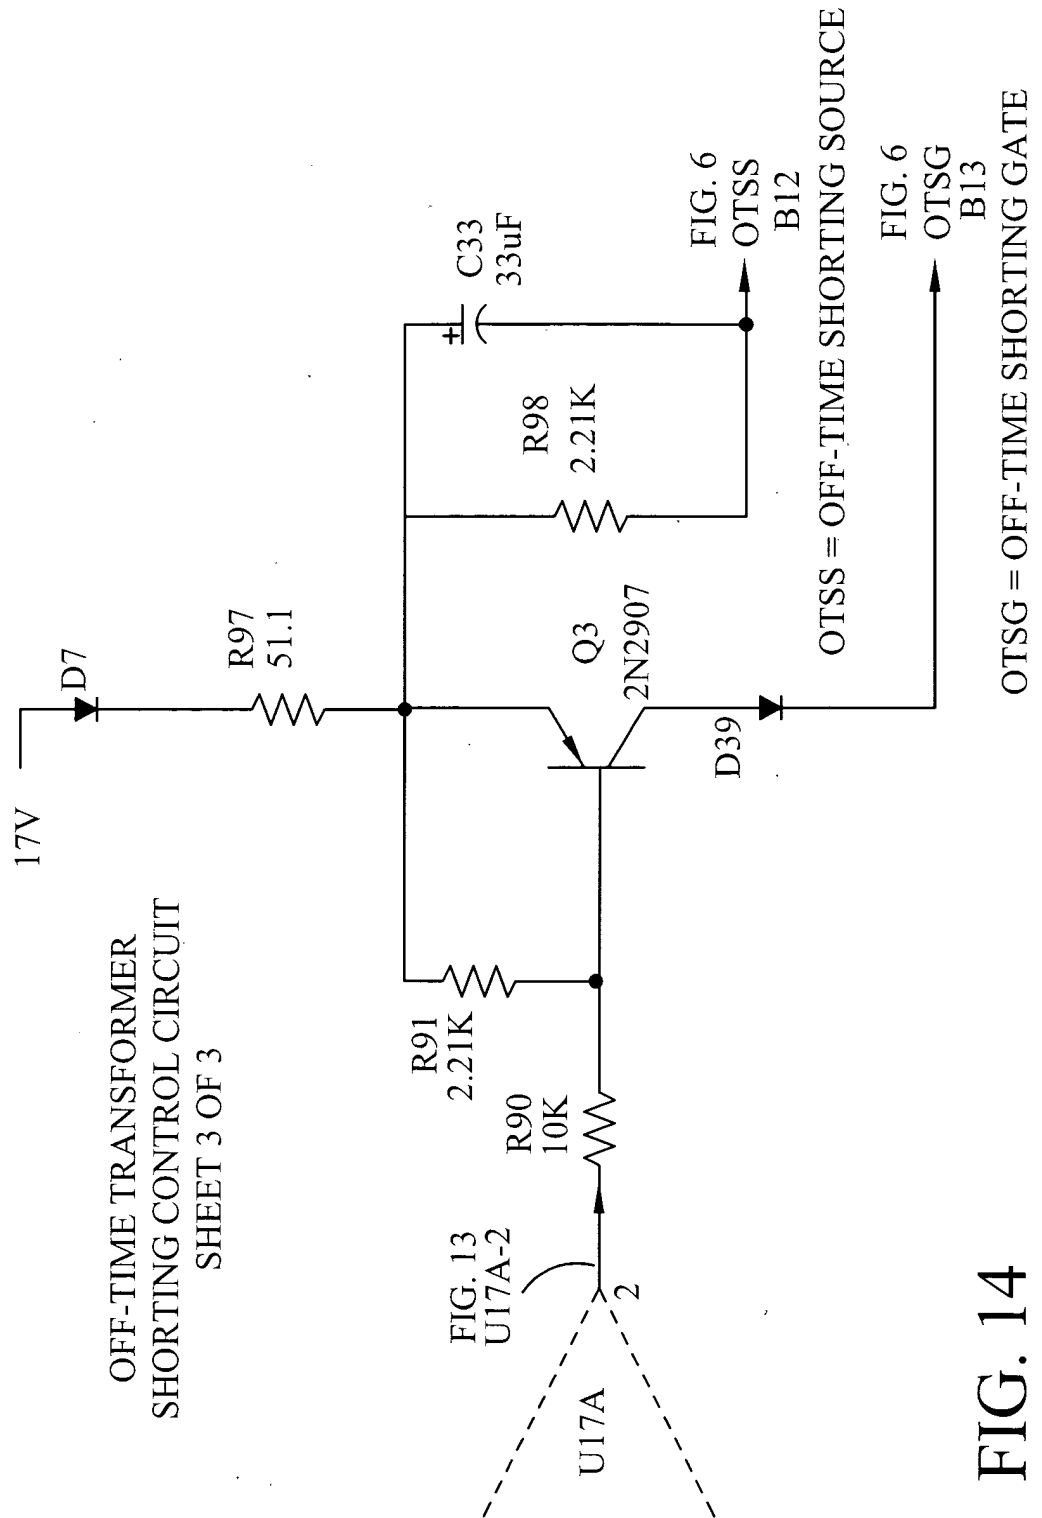 OFF-TIME TRANSFORMER
SHORTING CONTROL CIRCUIT
SHEET 3 OF 3
17V
D7
R97
51.1
R91
2.21K
R90
10K
FIG. 13
U17A-2
U17A
2
Q3
2N2907
D39
R98
2.21K
+
C33
33uF
FIG. 6
OTSS
B12
OTSS = OFF-TIME SHORTING SOURCE
FIG. 6
OTSG
B13
OTSG = OFF-TIME SHORTING GATE
FIG. 14